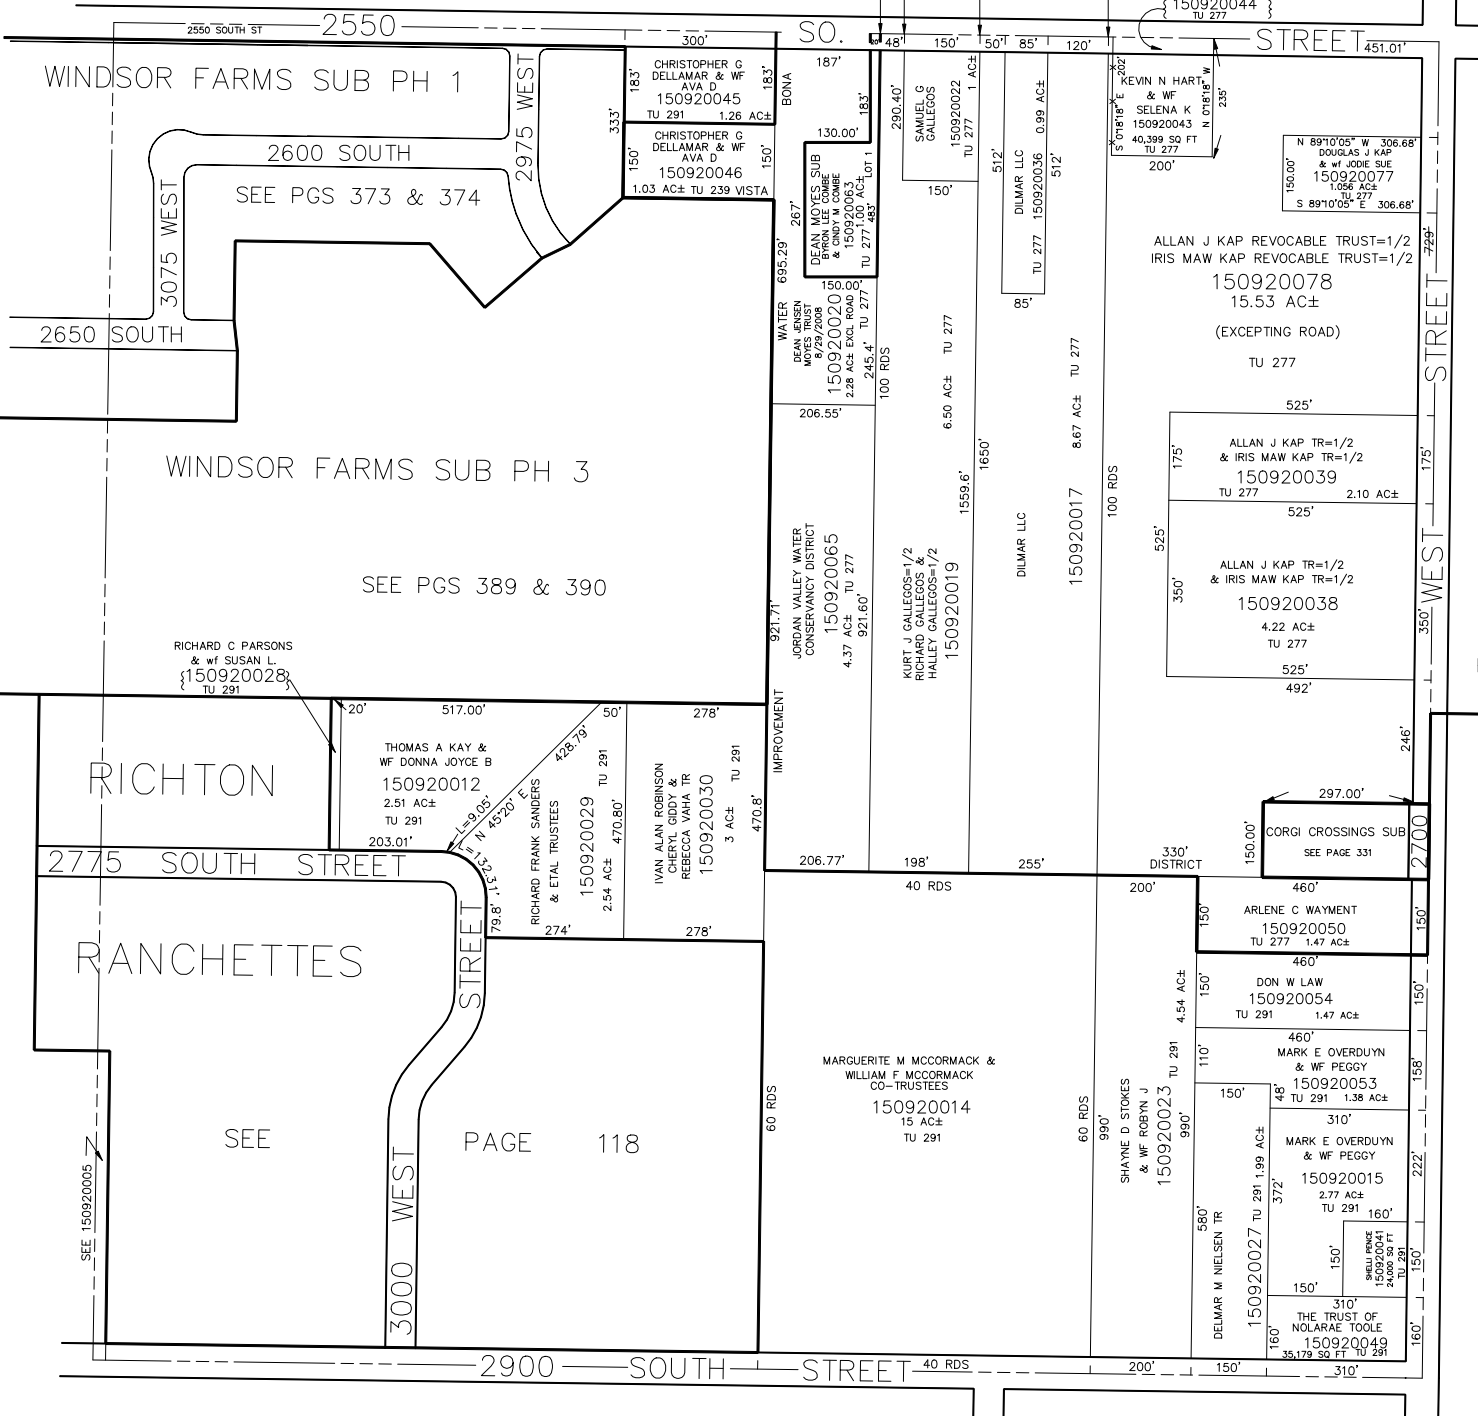 150920044
TU 277
2550 SOUTH ST
2550
SO.
STREET
451.01'
300'
48'
150'
50'
85'
120'
WINDSOR FARMS SUB PH 1
2975 WEST
2600 SOUTH
SEE PGS 373 & 374
3075 WEST
2650 SOUTH
333'
183'
CHRISTOPHER G
DELLAMAR & WF
AVA D
150920045
TU 291
1.26 AC±
183'
150'
CHRISTOPHER G
DELLAMAR & WF
AVA D
150920046
150'
1.03 AC±
TU 239
VISTA
BONA
187'
183'
130.00'
LOT 1
DEAN MOYES SUB
BYRON LEE COMBE
& CINDY M COMBE
150920063
1.00 AC±
TU 277
483'
267'
695.29'
150.00'
WATER
DEAN JENSEN
MOYES TRUST
8/29/2008
150920020
2.28 AC± EXCL ROAD
TU 277
245.4'
206.55'
100 RDS
290.40'
SAMUEL G
GALLEGOS
150920022
TU 277
1 AC±
150'
512'
DILMAR LLC
150920036
TU 277
0.99 AC±
512'
85'
S 0°18'18" E
202'
KEVIN N HART
& WF
SELENA K
150920043
40,399 SQ FT
TU 277
N 0°18'18" W
235'
200'
N 89°10'05" W 306.68'
DOUGLAS J KAP
& wf JODIE SUE
150920077
1.056 AC±
TU 277
S 89°10'05" E 306.68'
150.00'
729'
ALLAN J KAP REVOCABLE TRUST=1/2
IRIS MAW KAP REVOCABLE TRUST=1/2
150920078
15.53 AC±
(EXCEPTING ROAD)
TU 277
STREET
525'
175'
ALLAN J KAP TR=1/2
& IRIS MAW KAP TR=1/2
150920039
TU 277
2.10 AC±
175'
525'
525'
350'
ALLAN J KAP TR=1/2
& IRIS MAW KAP TR=1/2
150920038
4.22 AC±
TU 277
350'
WEST
525'
492'
246'
WINDSOR FARMS SUB PH 3
SEE PGS 389 & 390
921.71'
JORDAN VALLEY WATER
CONSERVANCY DISTRICT
150920065
4.37 AC±
TU 277
921.60'
6.50 AC±
TU 277
1559.6'
1650'
KURT J GALLEGOS=1/2
RICHARD GALLEGOS &
HALLEY GALLEGOS=1/2
150920019
8.67 AC±
TU 277
DILMAR LLC
150920017
100 RDS
RICHARD C PARSONS
& wf SUSAN L.
150920028
TU 291
20'
517.00'
50'
278'
RICHTON
THOMAS A KAY &
WF DONNA JOYCE B
150920012
2.51 AC±
TU 291
203.01'
428.79'
N 45°20' E
L=9.05'
L=132.31'
79.8'
RICHARD FRANK SANDERS
& ETAL TRUSTEES
150920029
2.54 AC±
TU 291
470.80'
274'
IVAN ALAN ROBINSON
CHERYL GIDDY &
REBECCA VAHA TR
150920030
3 AC±
TU 291
470.8'
278'
IMPROVEMENT
206.77'
198'
255'
330'
DISTRICT
297.00'
150.00'
CORGI CROSSINGS SUB
SEE PAGE 331
2700
2775 SOUTH STREET
RANCHETTES
STREET
40 RDS
200'
460'
150'
ARLENE C WAYMENT
150920050
TU 277
1.47 AC±
150'
460'
150'
DON W LAW
150920054
TU 291
1.47 AC±
150'
460'
110'
MARK E OVERDUYN
& WF PEGGY
150920053
TU 291
1.38 AC±
158'
150'
48'
310'
MARK E OVERDUYN
& WF PEGGY
150920015
2.77 AC±
TU 291
222'
372'
160'
150'
SHELLI PENCE
150920041
24,000 SQ FT
TU 291
150'
150'
310'
THE TRUST OF
NOLARAE TOOLE
150920049
35,179 SQ FT
TU 291
160'
160'
MARGUERITE M MCCORMACK &
WILLIAM F MCCORMACK
CO-TRUSTEES
150920014
15 AC±
TU 291
60 RDS
60 RDS
990'
SHAYNE D STOKES
& WF ROBYN J
150920023
TU 291
4.54 AC±
990'
580'
DELMAR M NIELSEN TR
150920027
TU 291
1.99 AC±
SEE
PAGE
118
SEE 150920005
3000 WEST
2900 SOUTH STREET
40 RDS
200'
150'
310'